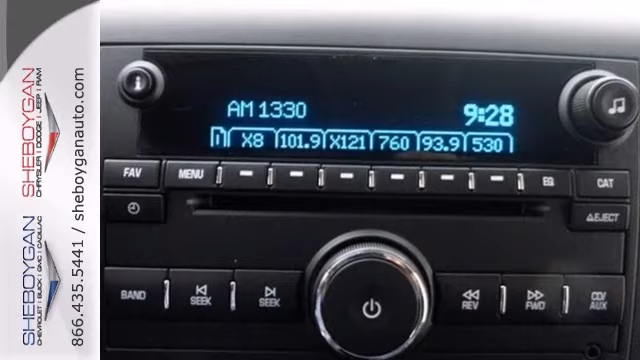 SHEBOYGAN
CHRYSLER | DODGE | JEEP | RAM
SHEBOYGAN
CHEVROLET | BUICK | GMC | CADILLAC
866.435.5441 / sheboyganauto.com
AM 1330
9:28
1 X8 101.9 X121 760 93.9 530
FAV MENU EQ CAT
EJECT
BAND SEEK SEEK REV FWD CD/AUX